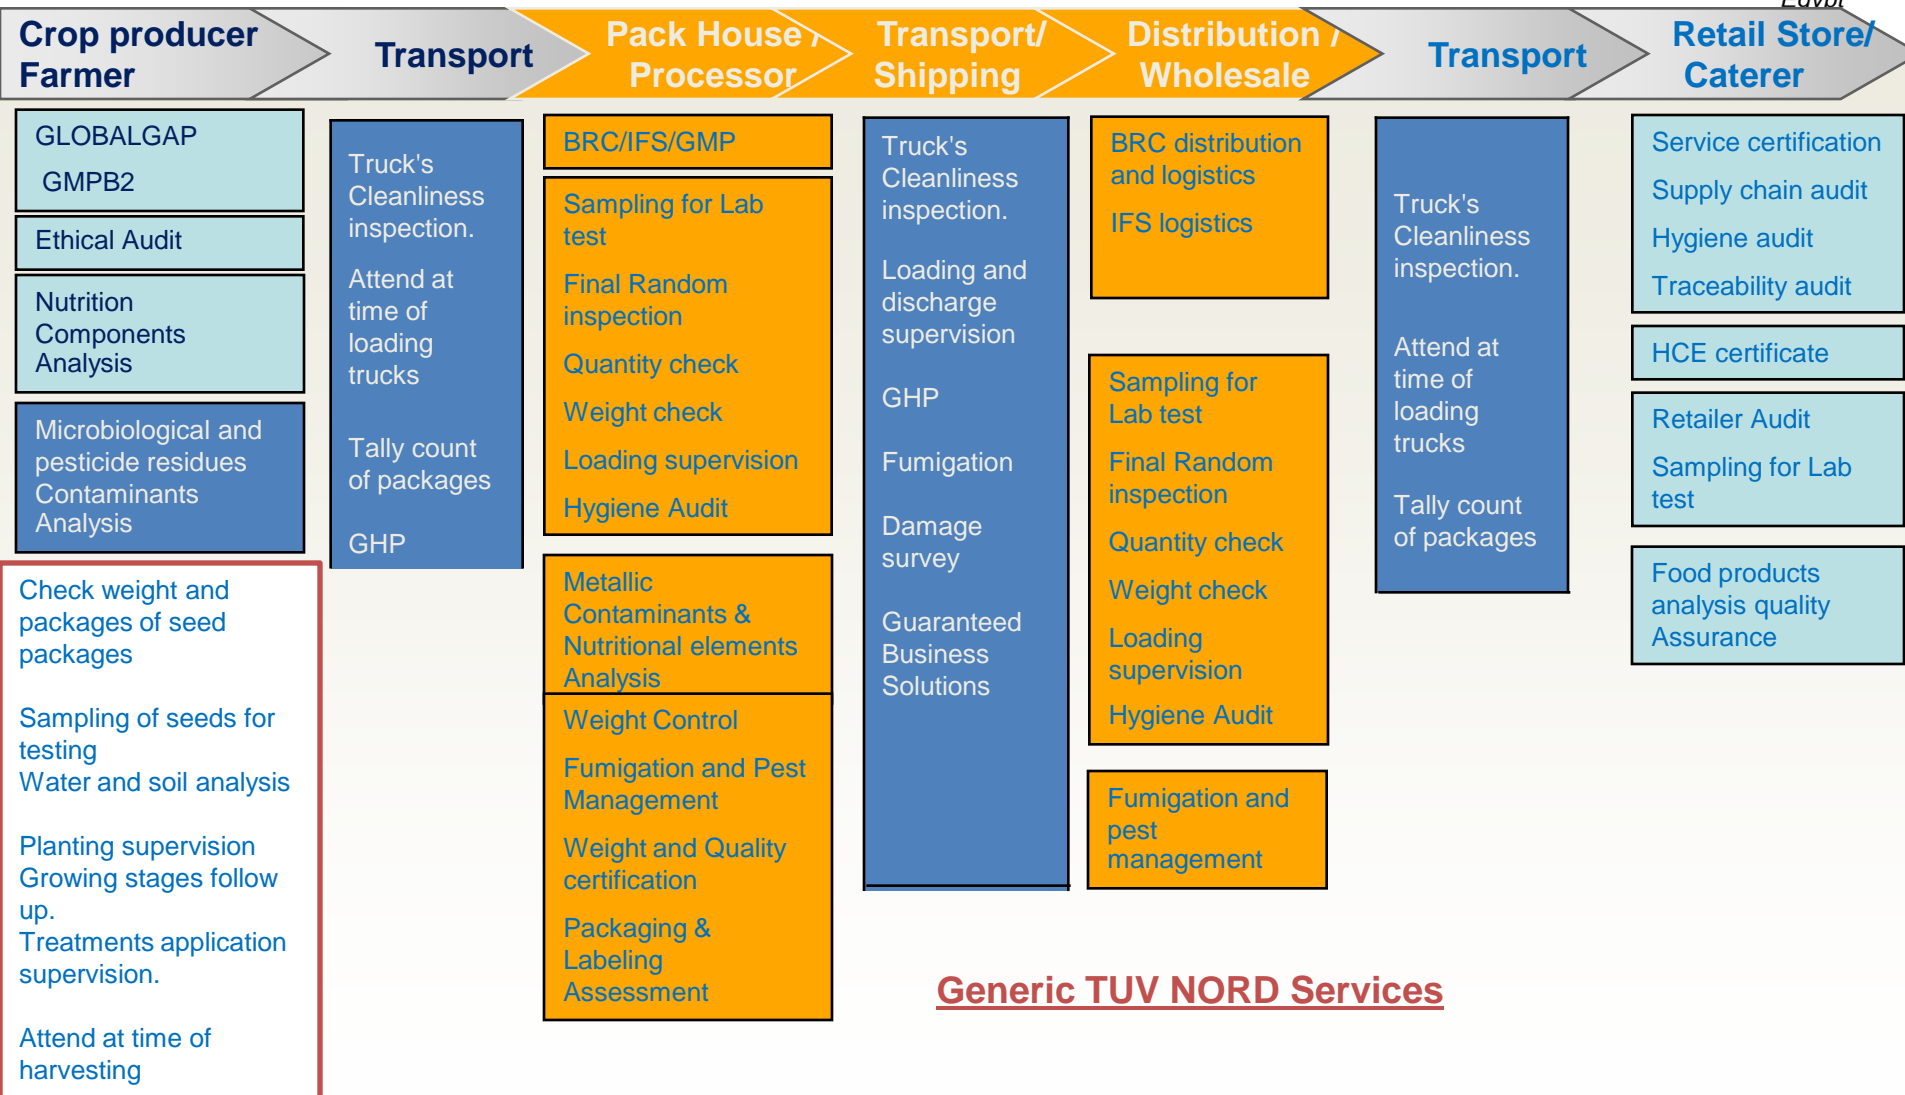 Egypt
Crop producer
Farmer
Transport
Pack House /
Processor
Transport/
Shipping
Distribution /
Wholesale
Transport
Retail Store/
Caterer
GLOBALGAP
GMPB2
Ethical Audit
Nutrition
Components
Analysis
Microbiological and
pesticide residues
Contaminants
Analysis
Check weight and
packages of seed
packages
Sampling of seeds for
testing
Water and soil analysis
Planting supervision
Growing stages follow
up.
Treatments application
supervision.
Attend at time of
harvesting
Truck's
Cleanliness
inspection.
Attend at
time of
loading
trucks
Tally count
of packages
GHP
BRC/IFS/GMP
Sampling for Lab
test
Final Random
inspection
Quantity check
Weight check
Loading supervision
Hygiene Audit
Metallic
Contaminants &
Nutritional elements
Analysis
Weight Control
Fumigation and Pest
Management
Weight and Quality
certification
Packaging &
Labeling
Assessment
Truck's
Cleanliness
inspection.
Loading and
discharge
supervision
GHP
Fumigation
Damage
survey
Guaranteed
Business
Solutions
BRC distribution
and logistics
IFS logistics
Sampling for
Lab test
Final Random
inspection
Quantity check
Weight check
Loading
supervision
Hygiene Audit
Fumigation and
pest
management
Truck's
Cleanliness
inspection.
Attend at
time of
loading
trucks
Tally count
of packages
Service certification
Supply chain audit
Hygiene audit
Traceability audit
HCE certificate
Retailer Audit
Sampling for Lab
test
Food products
analysis quality
Assurance
Generic TUV NORD Services